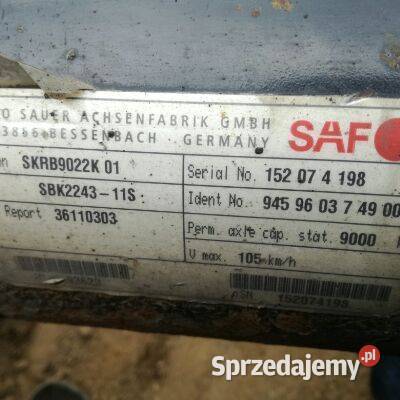 O SAUER ACHSENFABRIK GMBH
BESSENBACH GERMANY
SAF
SKRB9022K 01
Serial No. 152 07 4 198
SBK2243-11S
Ident No. 945 96 03 7 49 00
Report 36110303
Perm. axle cap. stat. 9000
V max. 105 km/h
152074198
Sprzedajemy.pl